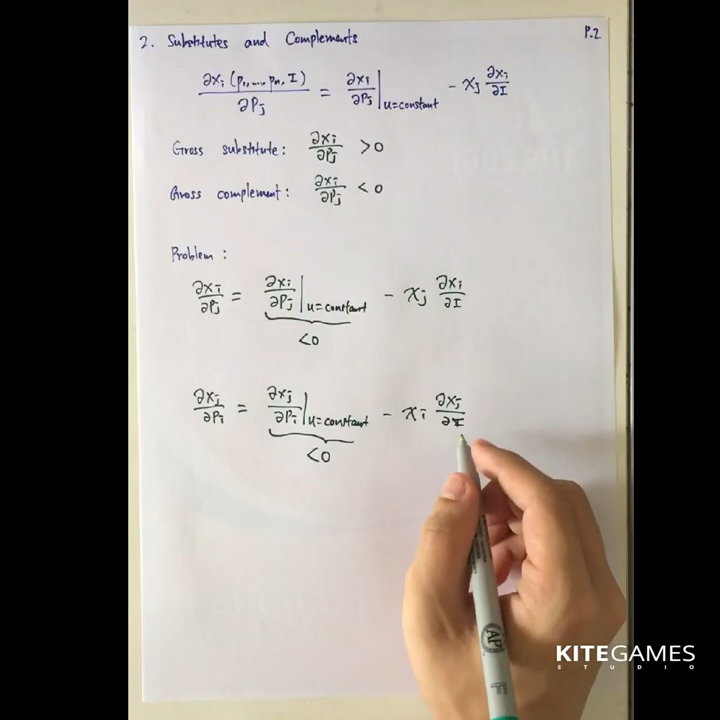 2. Substitutes and Complements P.2
∂xᵢ(p₁,...,pₙ,I)/∂Pⱼ = ∂xᵢ/∂Pⱼ|u=constant - xⱼ ∂xᵢ/∂I
Gross substitute: ∂xᵢ/∂Pⱼ >0
Gross complement: ∂xᵢ/∂Pⱼ <0
Problem:
∂xᵢ/∂Pⱼ = ∂xᵢ/∂Pⱼ|u=constant - xⱼ ∂xᵢ/∂I
<0
∂xⱼ/∂Pᵢ = ∂xⱼ/∂Pᵢ|u=constant - xᵢ ∂xⱼ/∂I
<0
AP
F
KITEGAMES
STUDIO